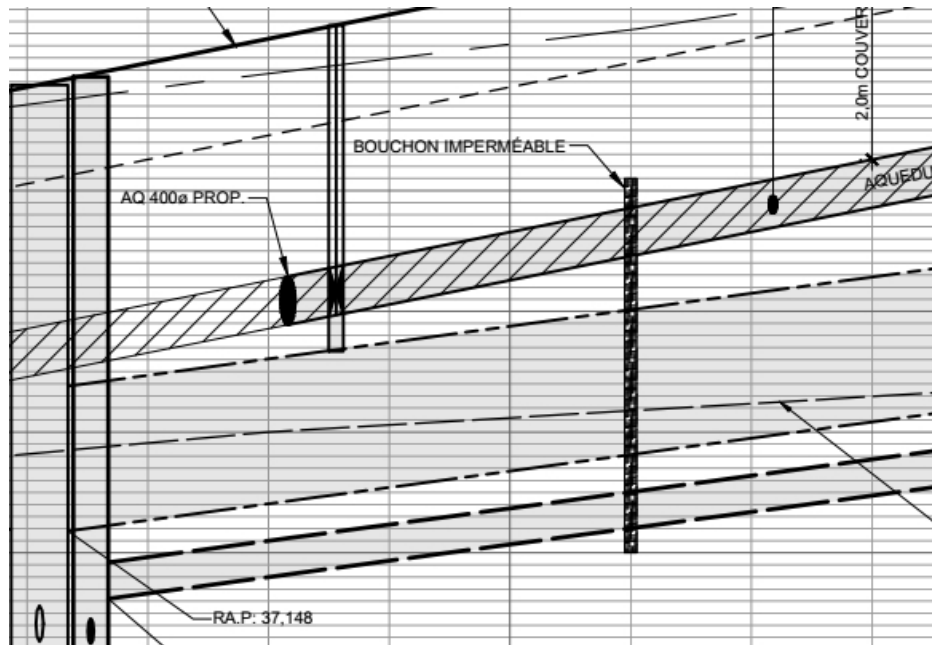 2,0m COUVER
BOUCHON IMPERMÉABLE
AQUEDU
AQ 400ø PROP.
RA.P: 37,148